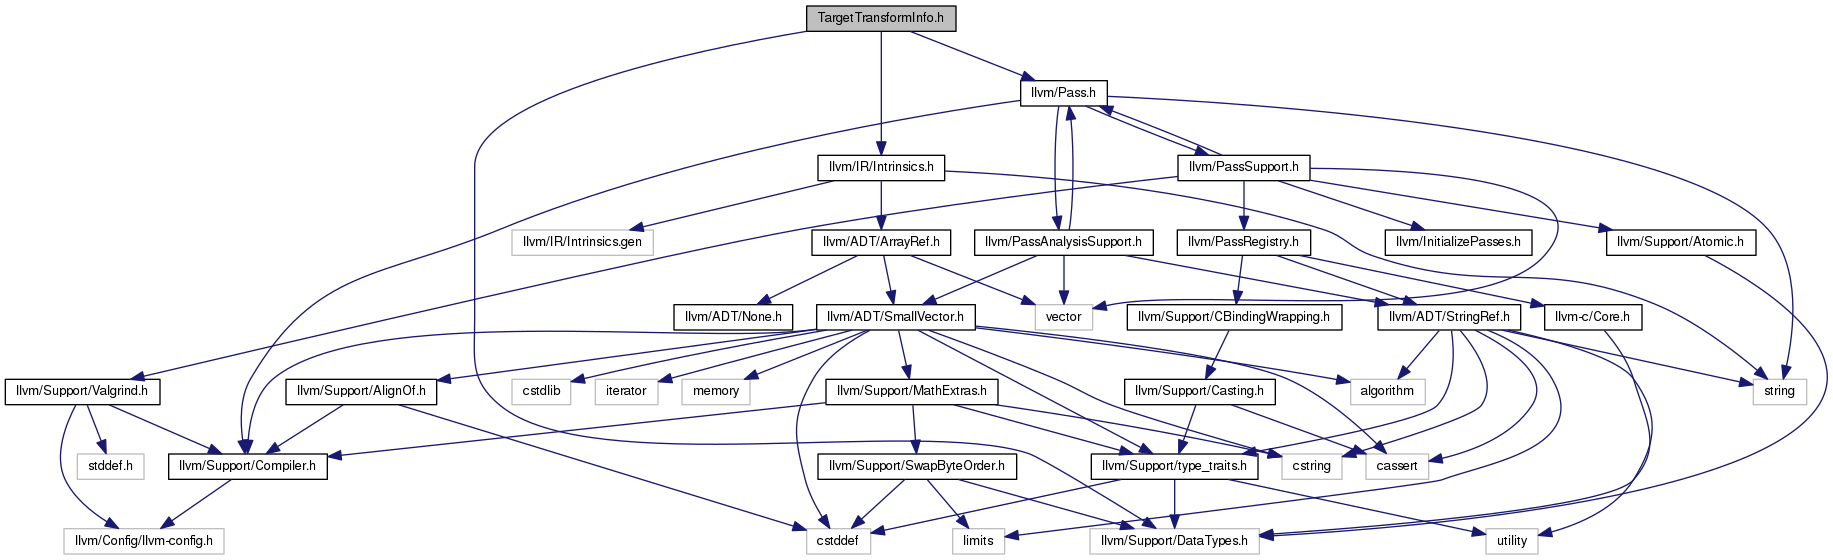 TargetTransformInfo.h
llvm/Pass.h
llvm/IR/Intrinsics.h
llvm/PassSupport.h
llvm/IR/Intrinsics.gen
llvm/ADT/ArrayRef.h
llvm/PassAnalysisSupport.h
llvm/PassRegistry.h
llvm/InitializePasses.h
llvm/Support/Atomic.h
llvm/ADT/None.h
llvm/ADT/SmallVector.h
vector
llvm/Support/CBindingWrapping.h
llvm/ADT/StringRef.h
llvm-c/Core.h
llvm/Support/Valgrind.h
llvm/Support/AlignOf.h
cstdlib
iterator
memory
llvm/Support/MathExtras.h
llvm/Support/Casting.h
algorithm
string
stddef.h
llvm/Support/Compiler.h
llvm/Support/SwapByteOrder.h
llvm/Support/type_traits.h
cstring
cassert
llvm/Config/llvm-config.h
cstddef
limits
llvm/Support/DataTypes.h
utility